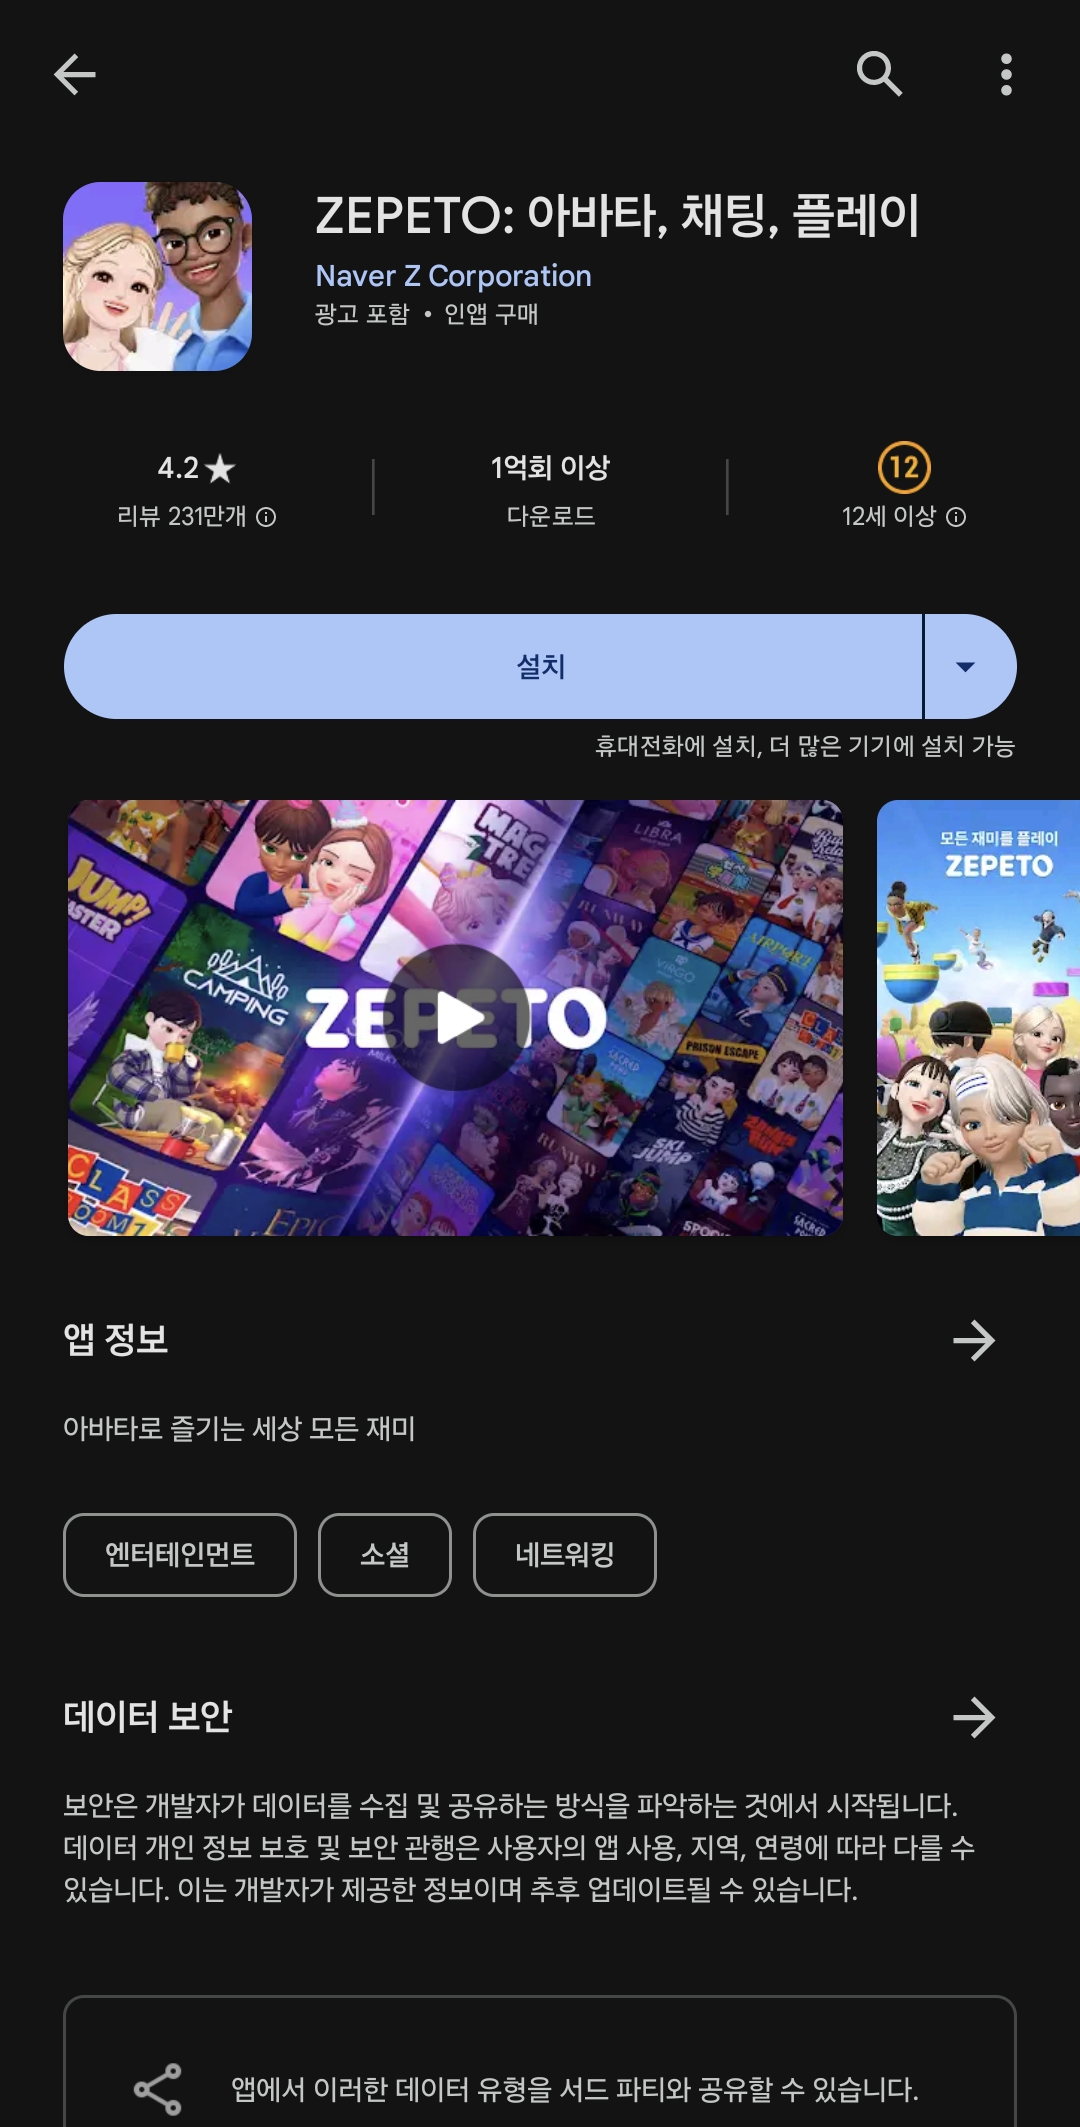 ZEPETO: 아바타, 채팅, 플레이
Naver Z Corporation
광고 포함 • 인앱 구매
4.2★
리뷰 231만개
1억회 이상
다운로드
12
12세 이상
설치
휴대전화에 설치, 더 많은 기기에 설치 가능
JUMP!
MAG
TRE
LIBRA
RUNWAY
VIRGO
AIRPORT
CAMPING
ZEPETO
PRISON ESCAPE
SACRED
SKI
JUMP
RUNWAY
CLASS
ROOM1
EPIC
모든 재미를 플레이
ZEPETO
앱 정보
아바타로 즐기는 세상 모든 재미
엔터테인먼트
소셜
네트워킹
데이터 보안
보안은 개발자가 데이터를 수집 및 공유하는 방식을 파악하는 것에서 시작됩니다.
데이터 개인 정보 보호 및 보안 관행은 사용자의 앱 사용, 지역, 연령에 따라 다를 수
있습니다. 이는 개발자가 제공한 정보이며 추후 업데이트될 수 있습니다.
앱에서 이러한 데이터 유형을 서드 파티와 공유할 수 있습니다.